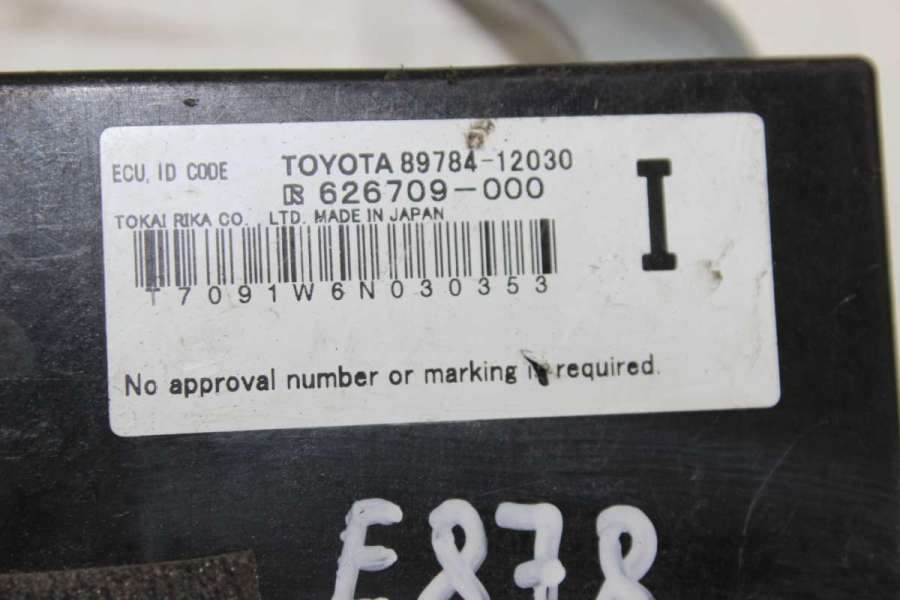 ECU, ID CODE TOYOTA 89784-12030
R 626709-000
I
TOKAI RIKA CO., LTD. MADE IN JAPAN
T7091W6N030353
No approval number or marking is required.
E878